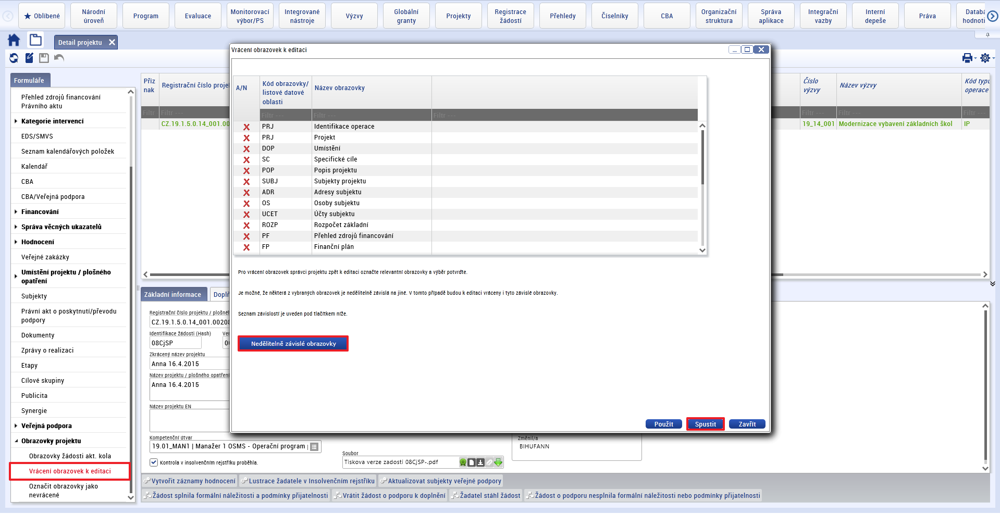 Oblíbené
Národní
úroveň
Program
Evaluace
Monitorovací
výbor/PS
Integrované
nástroje
Výzvy
Globální
granty
Projekty
Registrace
žádostí
Přehledy
Číselníky
CBA
Organizační
struktura
Správa
aplikace
Integrační
vazby
Interní
depeše
Práva
Databá
hodnoti
Detail projektu
Formuláře
Přehled zdrojů financování
Právního aktu
Kategorie intervencí
EDS/SMVS
Seznam kalendářových položek
Kalendář
CBA
CBA/Veřejná podpora
Financování
Správa věcných ukazatelů
Hodnocení
Veřejné zakázky
Umístění projektu / plošného
opatření
Subjekty
Právní akt o poskytnutí/převodu
podpory
Dokumenty
Zprávy o realizaci
Etapy
Cílové skupiny
Publicita
Synergie
Veřejná podpora
Obrazovky projektu
Obrazovky žádosti akt. kola
Vrácení obrazovek k editaci
Označit obrazovky jako
nevrácené
Příz
nak
Registrační číslo proje
Filtr
Filtr ---
CZ.19.1.5.0.14_001.00
Číslo
výzvy
Název výzvy
Kód typu
operace
Filtr ---
Filtr ---
Filtr ---
19_14_001
Modernizace vybavení základních škol
IP
Vrácení obrazovek k editaci
A/N
Kód obrazovky/
listové datové
oblasti
Název obrazovky
Filtr ---
Filtr ---
Filtr ---
PRJ Identifikace operace
PRJ Projekt
DOP Umístění
SC Specifické cíle
POP Popis projektu
SUBJ Subjekty projektu
ADR Adresy subjektu
OS Osoby subjektu
UCET Účty subjektu
ROZP Rozpočet základní
PF Přehled zdrojů financování
FP Finanční plán
Pro vrácení obrazovek správci projektu zpět k editaci označte relevantní obrazovky a výběr potvrďte.
Je možné, že některá z vybraných obrazovek je nedělitelně závislá na jiné. V tomto případě budou k editaci vráceny i tyto závislé obrazovky.
Seznam závislostí je uveden pod tlačítkem níže.
Nedělitelně závislé obrazovky
Použít
Spustit
Zavřít
Základní informace
Doplň
Registrační číslo projektu / plošné
CZ.19.1.5.0.14_001.00208
Identifikace žádosti (Hash)
Ver
08CjSP
Zkrácený název projektu
Anna 16.4.2015
Název projektu / plošného opatření
Anna 16.4.2015
Název projektu EN
Kompetenční útvar
19.01_MAN1 | Manažer 1 OSMS - Operační program |
Kontrola v insolvenčním rejstříku proběhla.
Soubor
Tiskova verze zadosti 08CjSP-.pdf
Změnil/a
BIHUFANN
Vytvořit záznamy hodnocení
Lustrace žadatele v Insolvenčním rejstříku
Aktualizovat subjekty veřejné podpory
Žádost splnila formální náležitosti a podmínky přijatelnosti
Vrátit žádost o podporu k doplnění
Žadatel stáhl žádost
Žádost o podporu nesplnila formální náležitosti nebo podmínky přijatelnosti